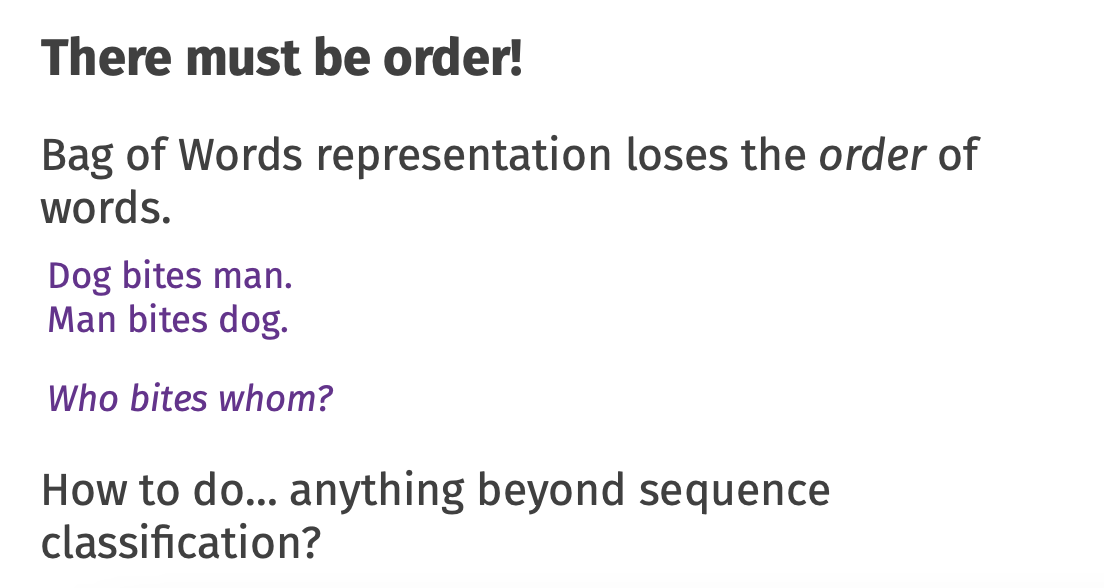 There must be order!
Bag of Words representation loses the order of
words.
Dog bites man.
Man bites dog.
Who bites whom?
How to do... anything beyond sequence
classification?